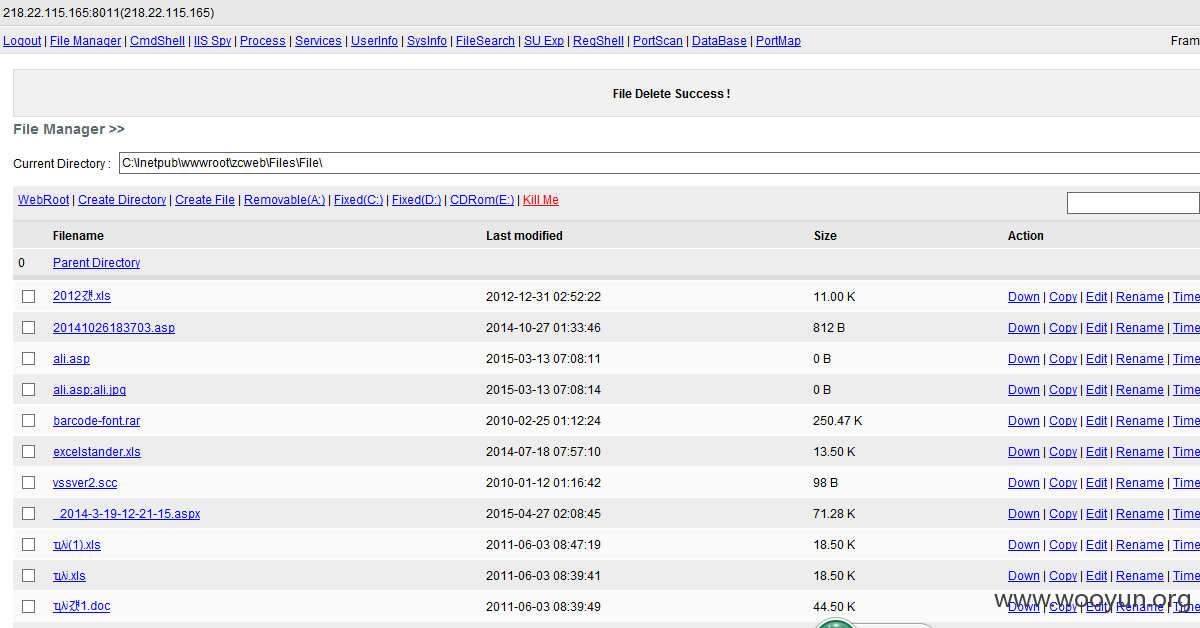 218.22.115.165:8011(218.22.115.165)
Logout | File Manager | CmdShell | IIS Spy | Process | Services | UserInfo | SysInfo | FileSearch | SU Exp | RegShell | PortScan | DataBase | PortMap Fram
File Delete Success !
File Manager >>
Current Directory : C:\Inetpub\wwwroot\zcweb\Files\File\
WebRoot | Create Directory | Create File | Removable(A:) | Fixed(C:) | Fixed(D:) | CDRom(E:) | Kill Me
Filename Last modified Size Action
0 Parent Directory
2012 .xls 2012-12-31 02:52:22 11.00 K Down | Copy | Edit | Rename | Time
20141026183703.asp 2014-10-27 01:33:46 812 B Down | Copy | Edit | Rename | Time
ali.asp 2015-03-13 07:08:11 0 B Down | Copy | Edit | Rename | Time
ali.asp;ali.jpg 2015-03-13 07:08:14 0 B Down | Copy | Edit | Rename | Time
barcode-font.rar 2010-02-25 01:12:24 250.47 K Down | Copy | Edit | Rename | Time
excelstander.xls 2014-07-18 07:57:10 13.50 K Down | Copy | Edit | Rename | Time
vssver2.scc 2010-01-12 01:16:42 98 B Down | Copy | Edit | Rename | Time
_2014-3-19-12-21-15.aspx 2015-04-27 02:08:45 71.28 K Down | Copy | Edit | Rename | Time
(1).xls 2011-06-03 08:47:19 18.50 K Down | Copy | Edit | Rename | Time
.xls 2011-06-03 08:39:41 18.50 K Down | Copy | Edit | Rename | Time
1.doc 2011-06-03 08:39:49 44.50 K Down | Copy | Edit | Rename | Time
www.wooyun.org